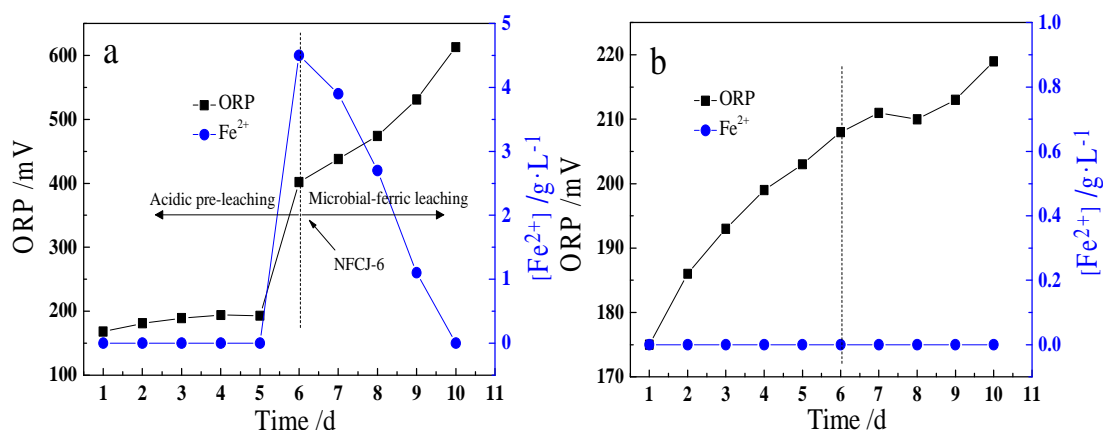 a
ORP
Fe2+
Acidic pre-leaching
Microbial-ferric leaching
NFCJ-6
ORP /mV
100
200
300
400
500
600
[Fe2+] /g·L-1
0
1
2
3
4
5
1 2 3 4 5 6 7 8 9 10 11
Time /d
b
ORP
Fe2+
ORP /mV
170
180
190
200
210
220
[Fe2+] /g·L-1
0.0
0.2
0.4
0.6
0.8
1.0
1 2 3 4 5 6 7 8 9 10 11
Time /d